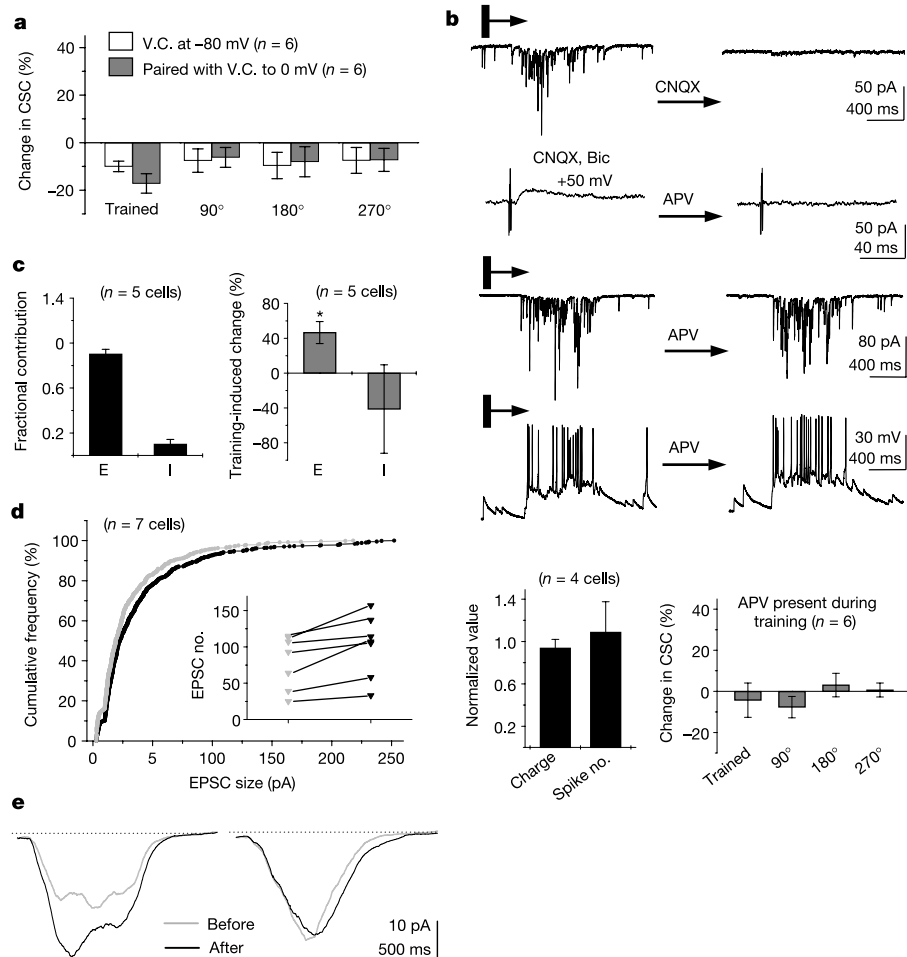 a
V.C. at –80 mV (n = 6)
Paired with V.C. to 0 mV (n = 6)
Change in CSC (%)
40
20
0
–20
Trained
90°
180°
270°
b
CNQX
50 pA
400 ms
CNQX, Bic
+50 mV
APV
50 pA
40 ms
APV
80 pA
400 ms
APV
30 mV
400 ms
(n = 4 cells)
Normalized value
1.4
1.0
0.6
0.2
Charge
Spike no.
APV present during
training (n = 6)
Change in CSC (%)
40
20
0
–20
Trained
90°
180°
270°
c
(n = 5 cells)
Fractional contribution
1.4
0
0.6
0.2
E
I
(n = 5 cells)
Training-induced change (%)
80
40
0
–40
–80
*
E
I
d
(n = 7 cells)
Cumulative frequency (%)
100
80
60
40
20
0
0
50
100
150
200
250
EPSC size (pA)
EPSC no.
150
100
50
0
e
Before
After
10 pA
500 ms